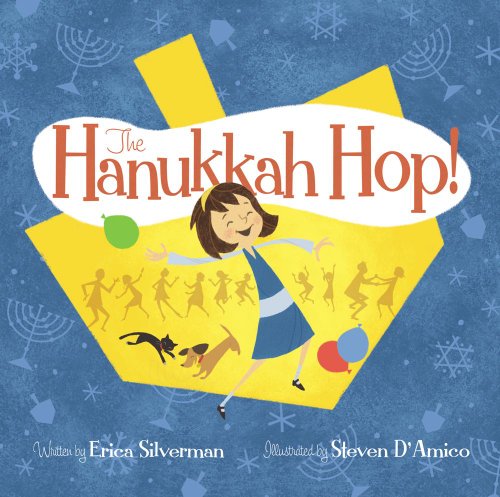 The
Hanukkah Hop!
Written by Erica Silverman Illustrated by Steven D'Amico